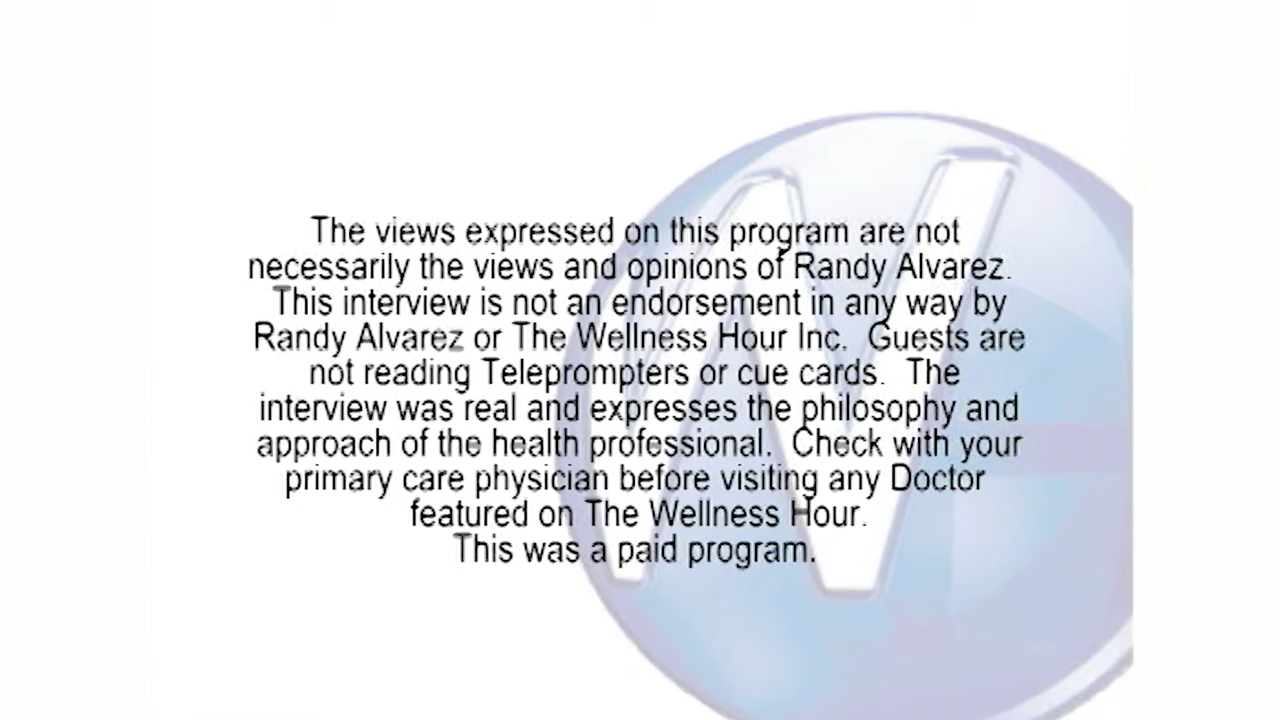 The views expressed on this program are not
necessarily the views and opinions of Randy Alvarez.
This interview is not an endorsement in any way by
Randy Alvarez or The Wellness Hour Inc.  Guests are
not reading Teleprompters or cue cards.  The
interview was real and expresses the philosophy and
approach of the health professional.  Check with your
primary care physician before visiting any Doctor
featured on The Wellness Hour.
This was a paid program.